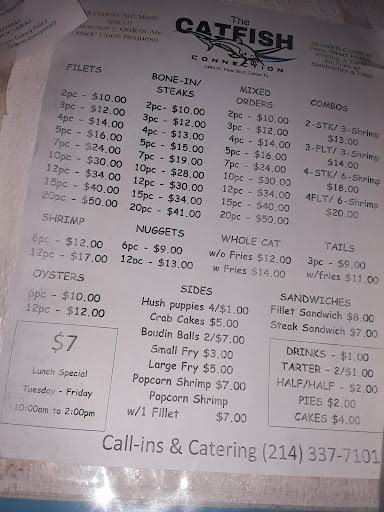 The
CATFISH
CONNECTION
All Orders Are Made
Spicy!!
Made Upon Request)
FILETS
2pc - $10.00
3pc - $12.00
4pc - $14.00
5pc - $16.00
7pc - $24.00
10pc - $30.00
12pc - $34.00
15pc - $40.00
20pc - $50.00
BONE-IN/
STEAKS
2pc- $10.00
3pc - $12.00
4pc - $13.00
5pc - $15.00
7pc - $19.00
10pc - $28.00
12pc - $30.00
15pc - $34.00
20pc - $41.00
MIXED
ORDERS
2pc - $10.00
3pc - $12.00
4pc - $14.00
5pc - $16.00
7pc - $24.00
10pc - $30.00
12pc - $34.00
15pc - $40.00
20pc - $50.00
COMBOS
2-STK/ 3-Shrimp
$13.00
3-FLT/ 3-Shrimp
$14.00
4-STK/ 6-Shrimp
$18.00
4FLT/ 6-Shrimp
$20.00
SHRIMP
6pc - $12.00
12pc - $17.00
NUGGETS
6pc - $9.00
12pc - $13.00
WHOLE CAT
w/o Fries $12.00
w Fries $14.00
TAILS
3pc - $9.00
w/fries $11.00
OYSTERS
6pc - $10.00
12pc - $12.00
SIDES
Hush puppies 4/$1.00
Crab Cakes $5.00
Boudin Balls 2/$7.00
Small Fry $3.00
Large Fry $5.00
Popcorn Shrimp $7.00
Popcorn Shrimp
w/1 Fillet $7.00
SANDWICHES
Fillet Sandwich $8.00
Steak Sandwich $7.00
$7
Lunch Special
Tuesday - Friday
10:00am to 2:00pm
DRINKS - $1.00
TARTER - 2/$1.00
HALF/HALF - $2.00
PIES $2.00
CAKES $4.00
Call-ins & Catering (214) 337-7101